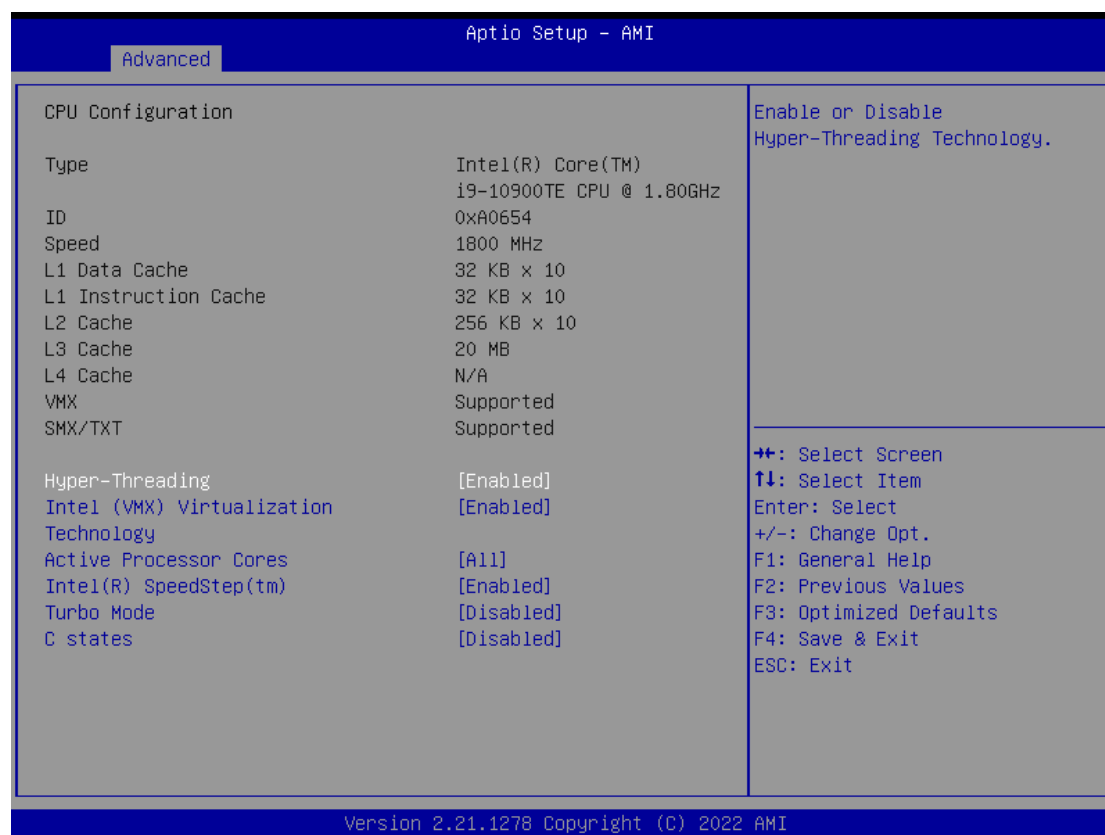 Aptio Setup - AMI
Advanced
CPU Configuration
Type Intel(R) Core(TM)
i9-10900TE CPU @ 1.80GHz
ID 0xA0654
Speed 1800 MHz
L1 Data Cache 32 KB x 10
L1 Instruction Cache 32 KB x 10
L2 Cache 256 KB x 10
L3 Cache 20 MB
L4 Cache N/A
VMX Supported
SMX/TXT Supported
Hyper-Threading [Enabled]
Intel (VMX) Virtualization [Enabled]
Technology
Active Processor Cores [All]
Intel(R) SpeedStep(tm) [Enabled]
Turbo Mode [Disabled]
C states [Disabled]
Enable or Disable
Hyper-Threading Technology.
→←: Select Screen
↑↓: Select Item
Enter: Select
+/-: Change Opt.
F1: General Help
F2: Previous Values
F3: Optimized Defaults
F4: Save & Exit
ESC: Exit
Version 2.21.1278 Copyright (C) 2022 AMI